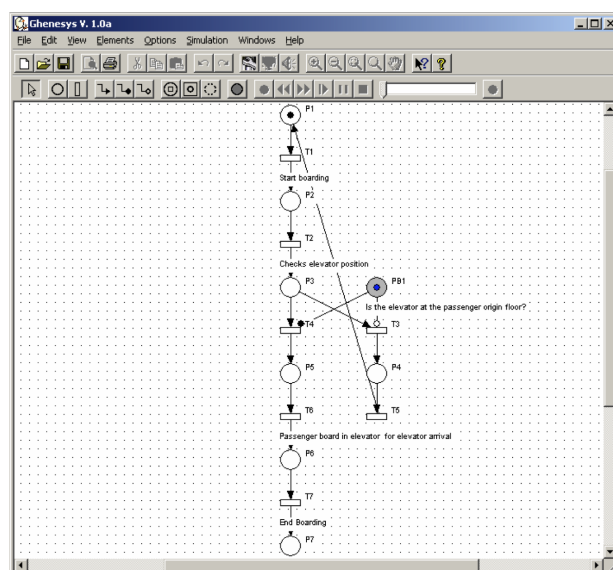 Ghenesys V. 1.0a
File Edit View Elements Options Simulation Windows Help
P1
T1
Start boarding
P2
T2
Checks elevator position
P3 PB1
Is the elevator at the passenger origin floor?
T4 T3
P5 P4
T6 T5
Passenger board in elevator for elevator arrival
P6
T7
End Boarding
P7